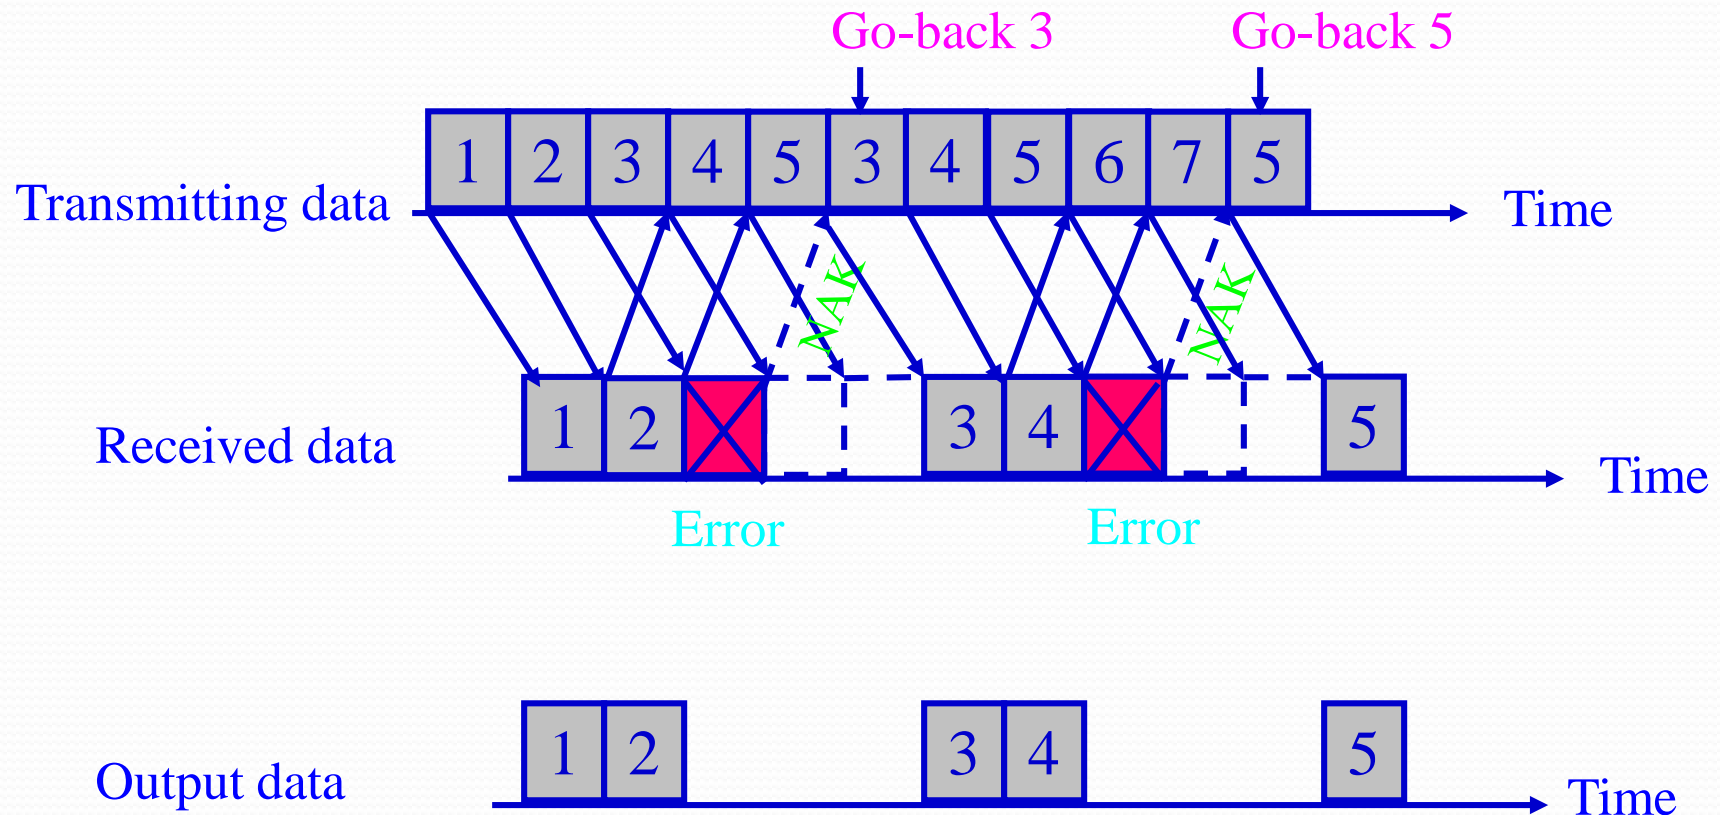 Go-back 3 Go-back 5
1 2 3 4 5 3 4 5 6 7 5
Transmitting data
Time
NAK NAK
1 2 3 4 5
Received data
Time
Error Error
1 2 3 4 5
Output data
Time